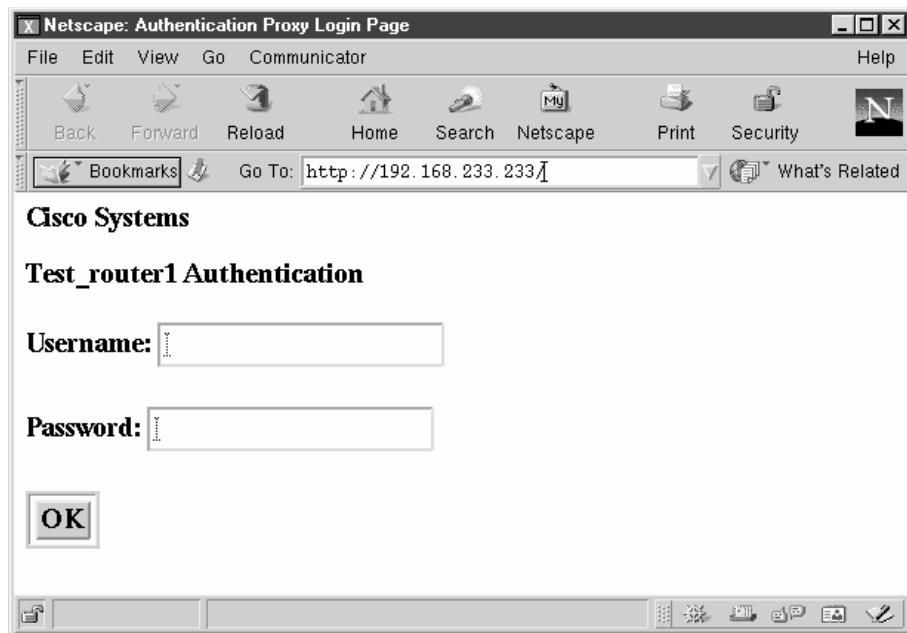 X Netscape: Authentication Proxy Login Page
File Edit View Go Communicator Help
Back Forward Reload Home Search My Netscape Print Security N
Bookmarks Go To: http://192.168.233.233/ What's Related
Cisco Systems
Test_router1 Authentication
Username:
Password:
OK